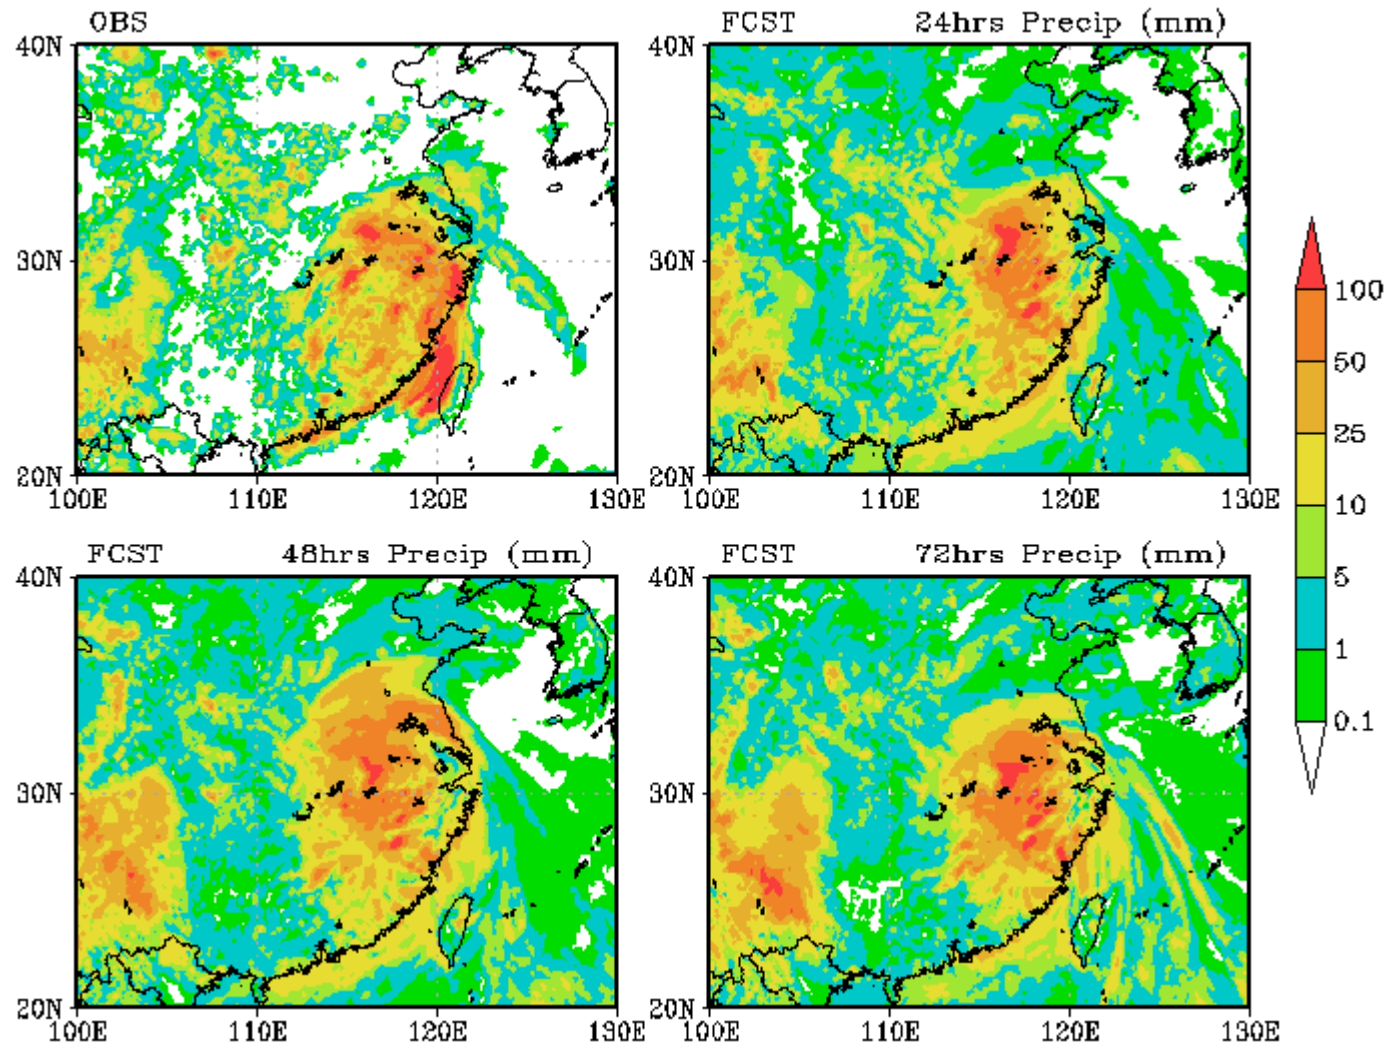 OBS
FCST 24hrs Precip (mm)
40N
30N
20N
100E 110E 120E 130E
40N
30N
20N
100E 110E 120E 130E
FCST 48hrs Precip (mm)
FCST 72hrs Precip (mm)
40N
30N
20N
100E 110E 120E 130E
40N
30N
20N
100E 110E 120E 130E
100
50
25
10
5
1
0.1